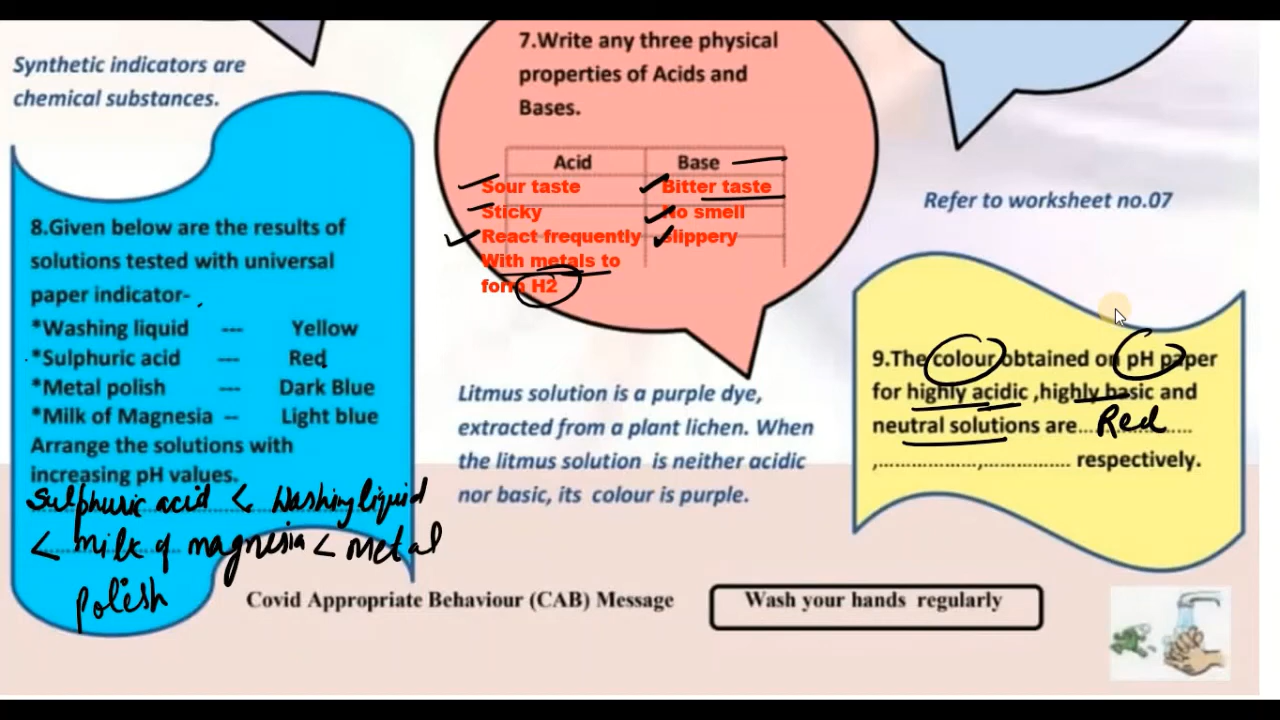 Synthetic indicators are
chemical substances.
7.Write any three physical
properties of Acids and
Bases.
Acid Base
Sour taste Bitter taste
Sticky No smell
React frequently slippery
With metals to
form H2
8.Given below are the results of
solutions tested with universal
paper indicator-
*Washing liquid --- Yellow
*Sulphuric acid --- Red
*Metal polish --- Dark Blue
*Milk of Magnesia -- Light blue
Arrange the solutions with
increasing pH values.
Sulphuric acid < Washing liquid
< milk of magnesia < metal
polish
Litmus solution is a purple dye,
extracted from a plant lichen. When
the litmus solution is neither acidic
nor basic, its colour is purple.
Refer to worksheet no.07
9.The colour obtained on pH paper
for highly acidic ,highly basic and
neutral solutions are.... Red
,..................,............... respectively.
Covid Appropriate Behaviour (CAB) Message
Wash your hands regularly